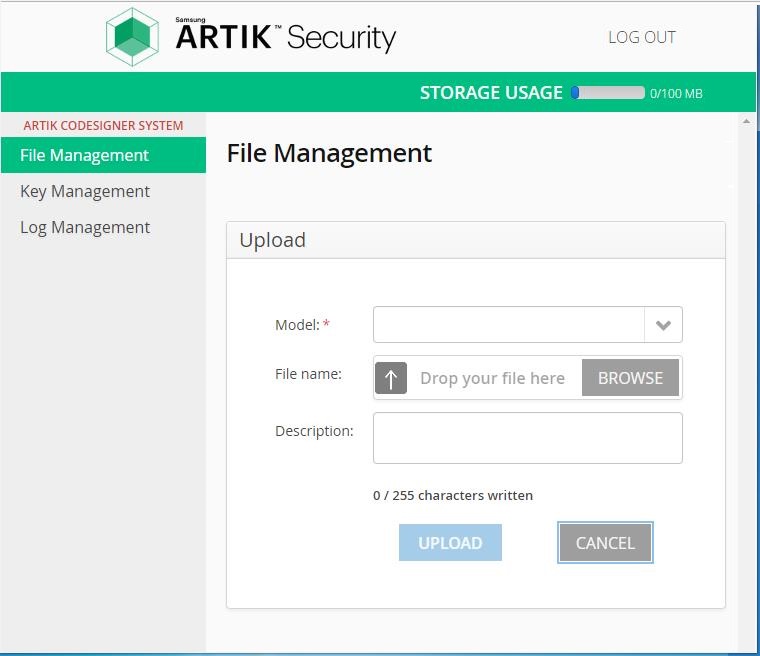 Samsung
ARTIK™ Security
LOG OUT
STORAGE USAGE 0/100 MB
ARTIK CODESIGNER SYSTEM
File Management
Key Management
Log Management
File Management
Upload
Model: *
File name: Drop your file here BROWSE
Description:
0 / 255 characters written
UPLOAD CANCEL